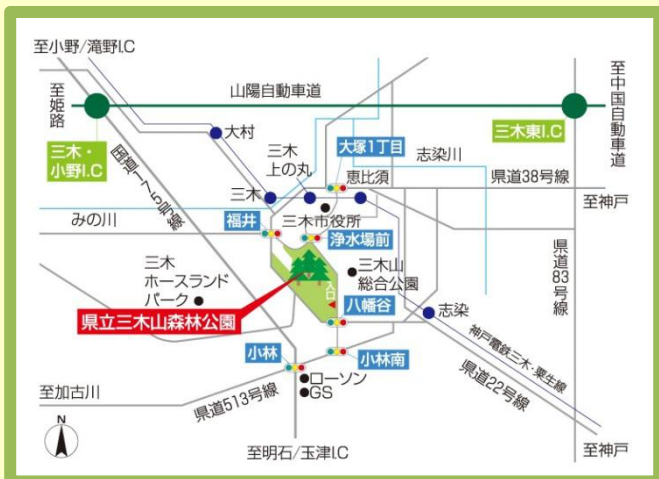 至小野/滝野I.C
山陽自動車道
至姫路
至中国自動車道
三木・
小野I.C
大村
三木
上の丸
大塚1丁目
志染川
三木東I.C
国道175号線
三木
恵比須
県道38号線
至神戸
みの川
福井
三木市役所
浄水場前
三木
ホースランド
パーク
三木山
総合公園
県道83号線
入口
県立三木山森林公園
八幡谷
志染
神戸電鉄三木・粟生線
小林
小林南
県道22号線
至加古川
ローソン
GS
県道513号線
N
至明石/玉津I.C
至神戸